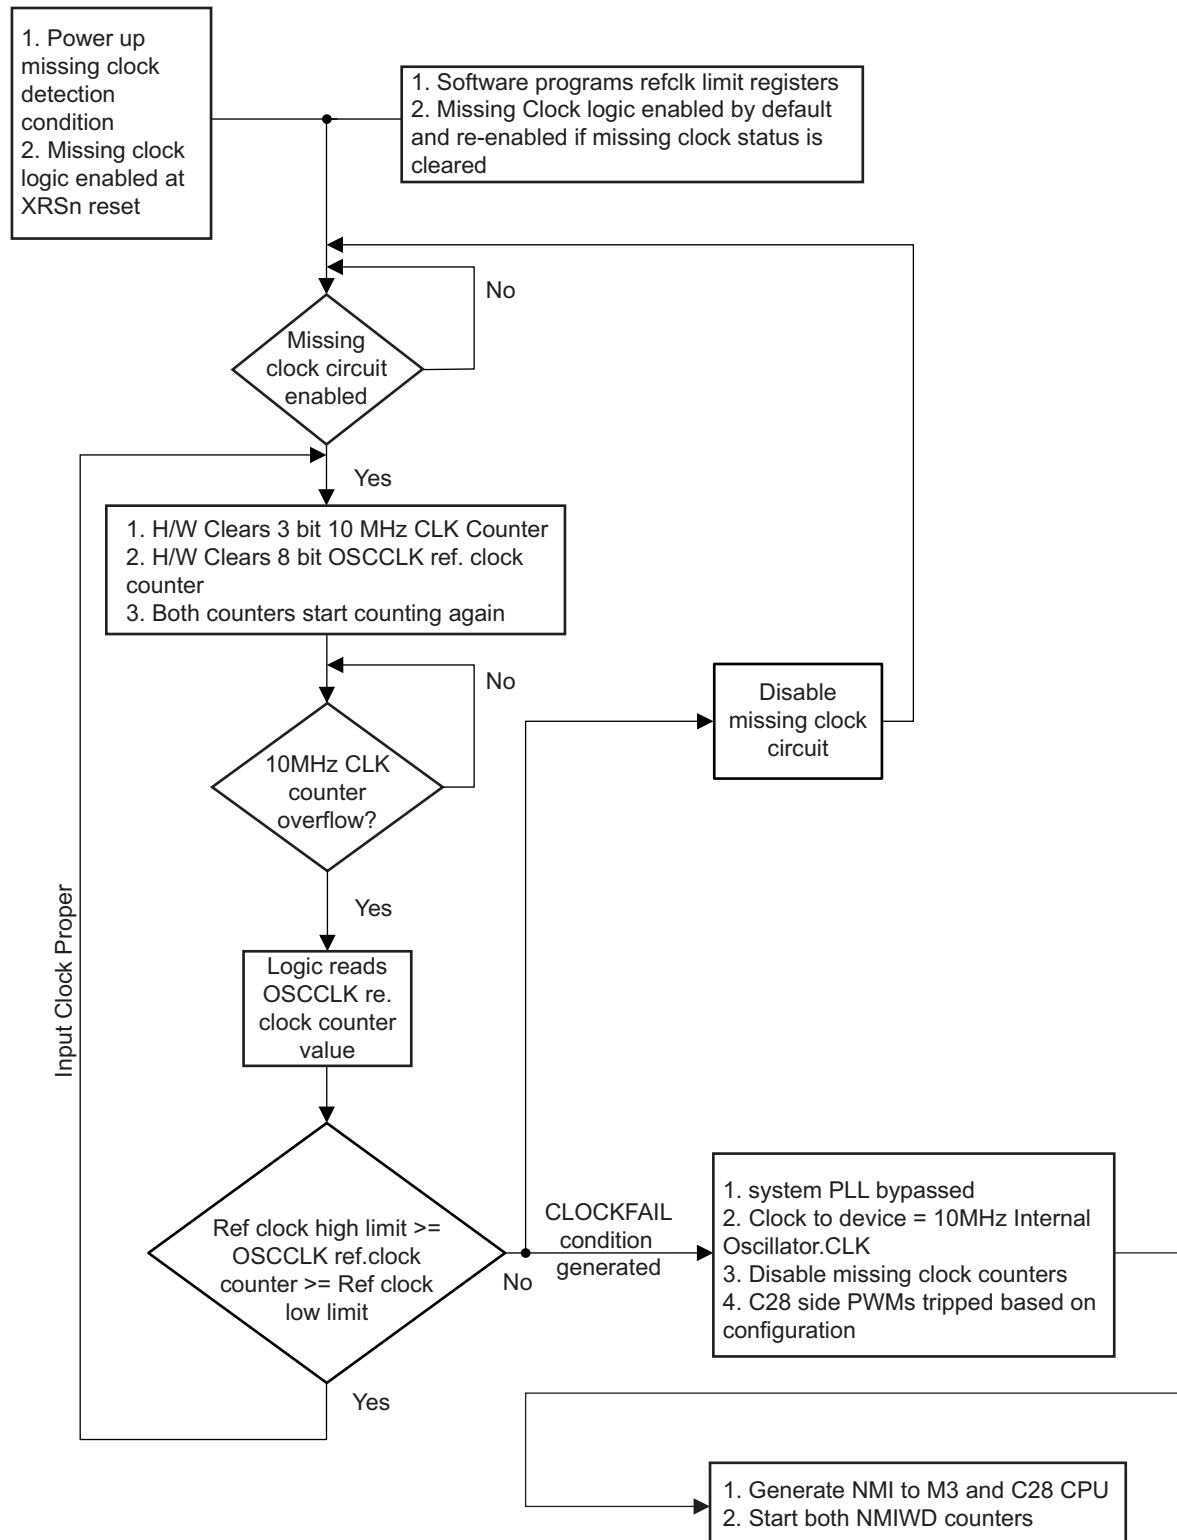 1. Power up
missing clock
detection
condition
2. Missing clock
logic enabled at
XRSn reset
1. Software programs refclk limit registers
2. Missing Clock logic enabled by default
and re-enabled if missing clock status is
cleared
No
Missing
clock circuit
enabled
Yes
1. H/W Clears 3 bit 10 MHz CLK Counter
2. H/W Clears 8 bit OSCCLK ref. clock
counter
3. Both counters start counting again
No
Disable
missing clock
circuit
10MHz CLK
counter
overflow?
Yes
Input Clock Proper
Logic reads
OSCCLK re.
clock counter
value
Ref clock high limit >=
OSCCLK ref.clock
counter >= Ref clock
low limit
No
CLOCKFAIL
condition
generated
1. system PLL bypassed
2. Clock to device = 10MHz Internal
Oscillator.CLK
3. Disable missing clock counters
4. C28 side PWMs tripped based on
configuration
Yes
1. Generate NMI to M3 and C28 CPU
2. Start both NMIWD counters